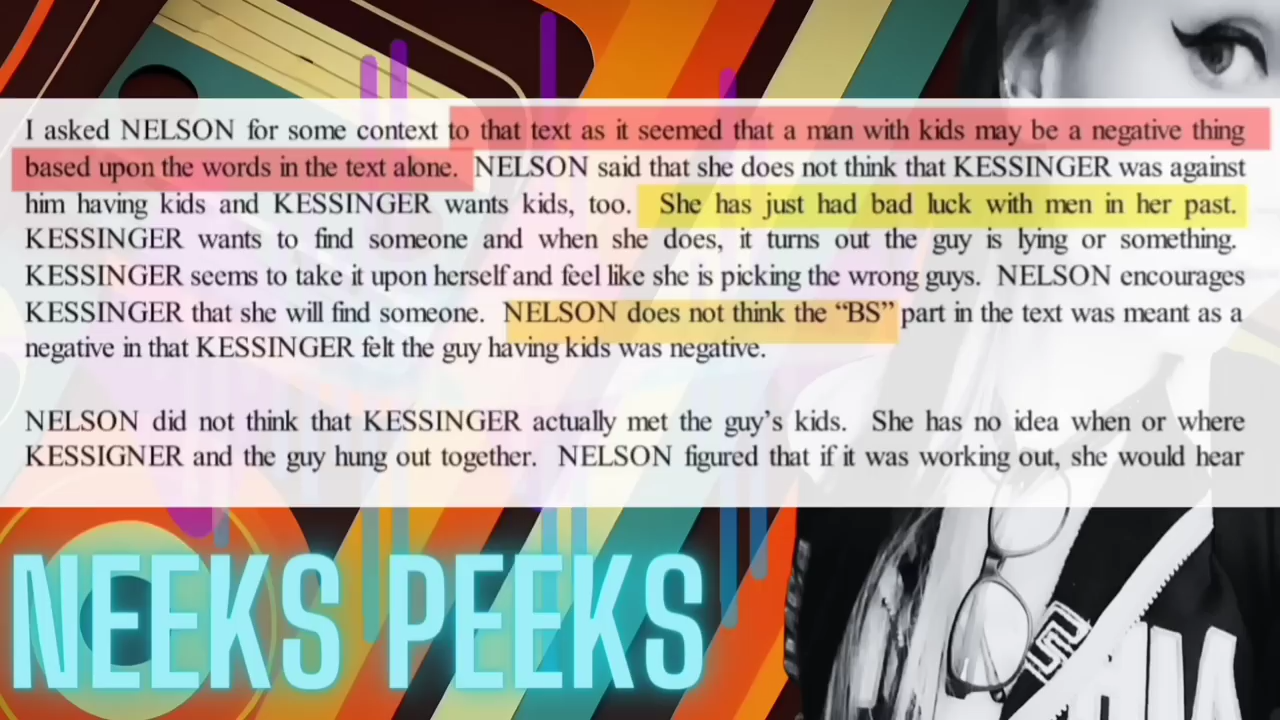 I asked NELSON for some context to that text as it seemed that a man with kids may be a negative thing
based upon the words in the text alone. NELSON said that she does not think that KESSINGER was against
him having kids and KESSINGER wants kids, too. She has just had bad luck with men in her past.
KESSINGER wants to find someone and when she does, it turns out the guy is lying or something.
KESSINGER seems to take it upon herself and feel like she is picking the wrong guys. NELSON encourages
KESSINGER that she will find someone. NELSON does not think the “BS” part in the text was meant as a
negative in that KESSINGER felt the guy having kids was negative.
NELSON did not think that KESSINGER actually met the guy’s kids. She has no idea when or where
KESSIGNER and the guy hung out together. NELSON figured that if it was working out, she would hear
NEEKS PEEKS